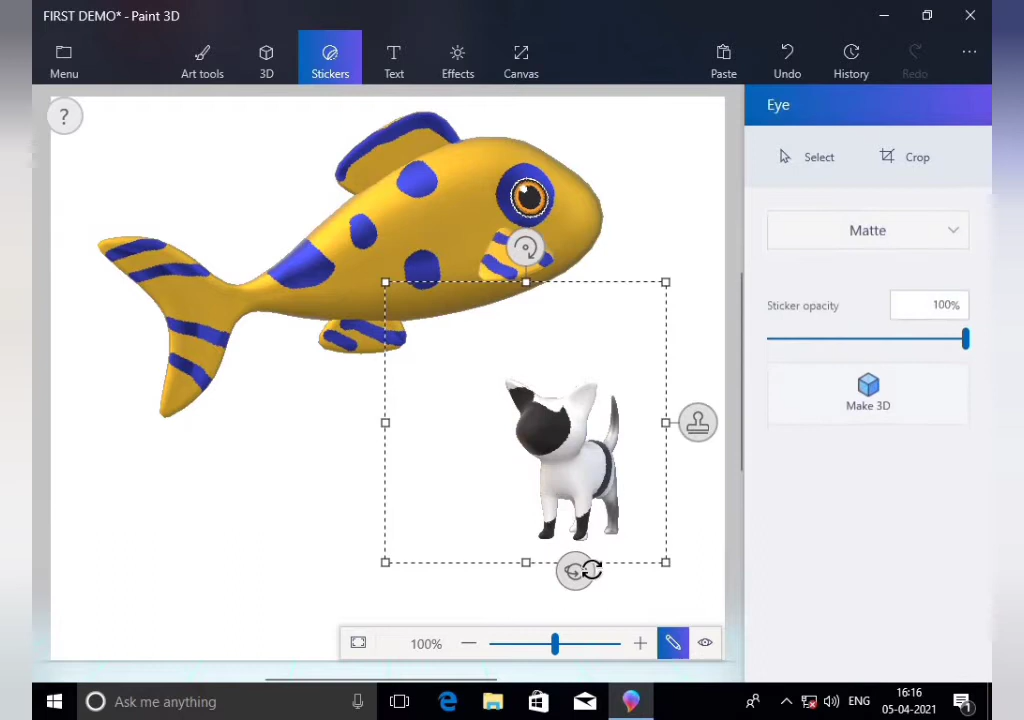 FIRST DEMO* - Paint 3D
Menu
Art tools
3D
Stickers
Text
Effects
Canvas
Paste
Undo
History
Redo
?
Eye
Select
Crop
Matte
Sticker opacity
100%
Make 3D
100%
Ask me anything
ENG
16:16
05-04-2021
1